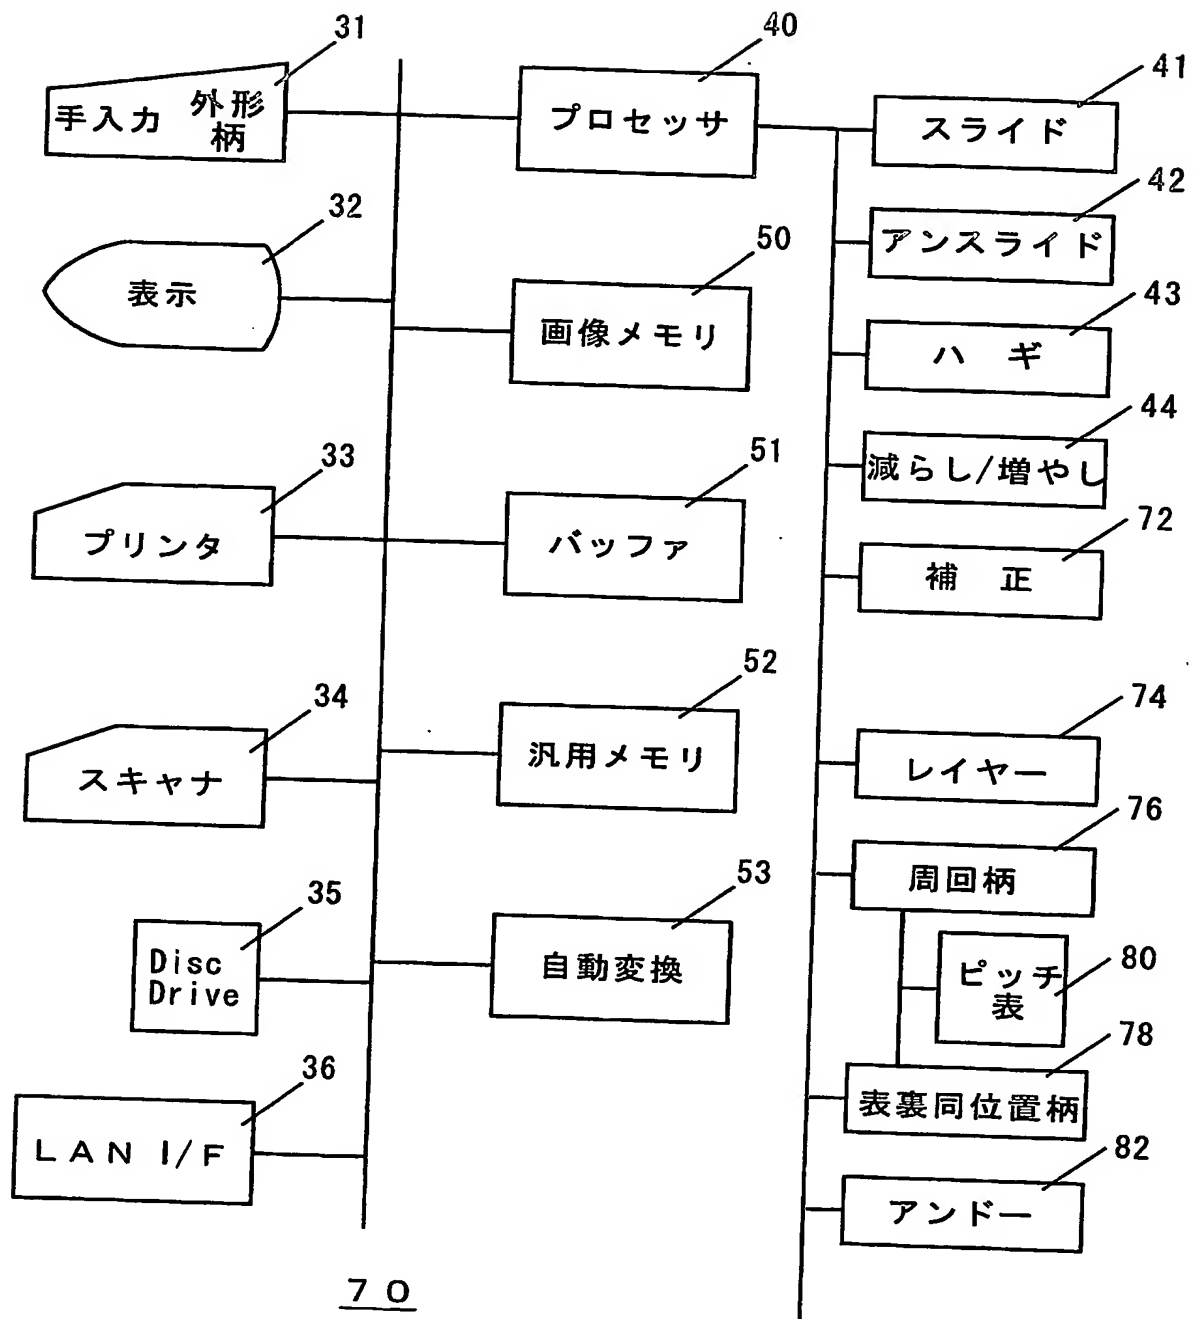 31
手入力 外形
柄
32
表示
33
プリンタ
34
スキャナ
35
Disc
Drive
36
LAN I/F
40
プロセッサ
50
画像メモリ
51
バッファ
52
汎用メモリ
53
自動変換
41
スライド
42
アンスライド
43
ハギ
44
減らし/増やし
72
補正
74
レイヤー
76
周回柄
80
ピッチ
表
78
表裏同位置柄
82
アンドー
70